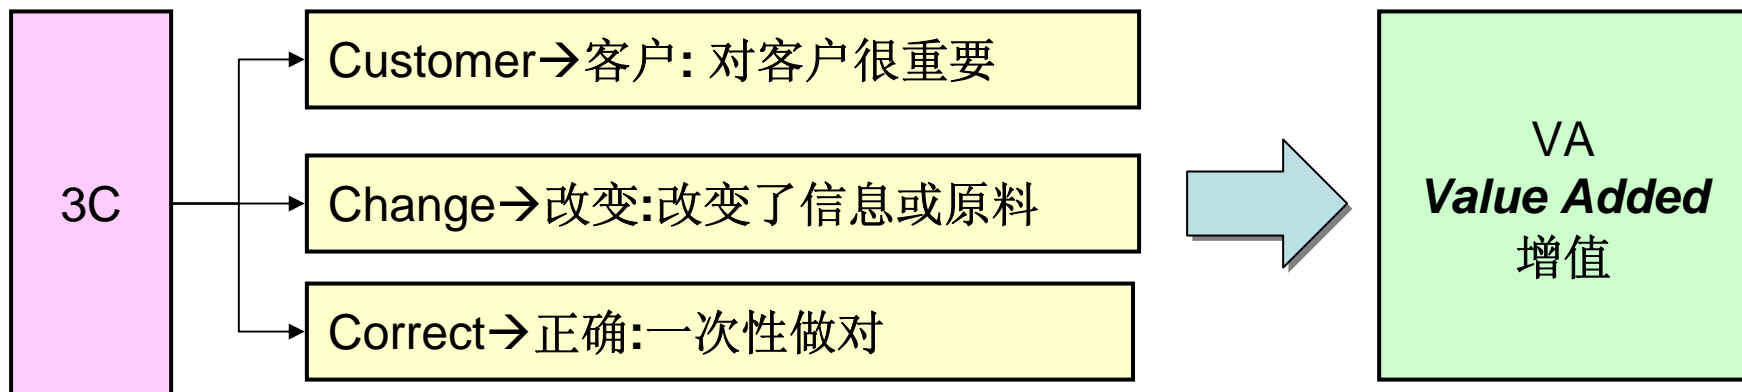 3C
Customer→客户: 对客户很重要
Change→改变:改变了信息或原料
Correct→正确:一次性做对
VA
Value Added
增值